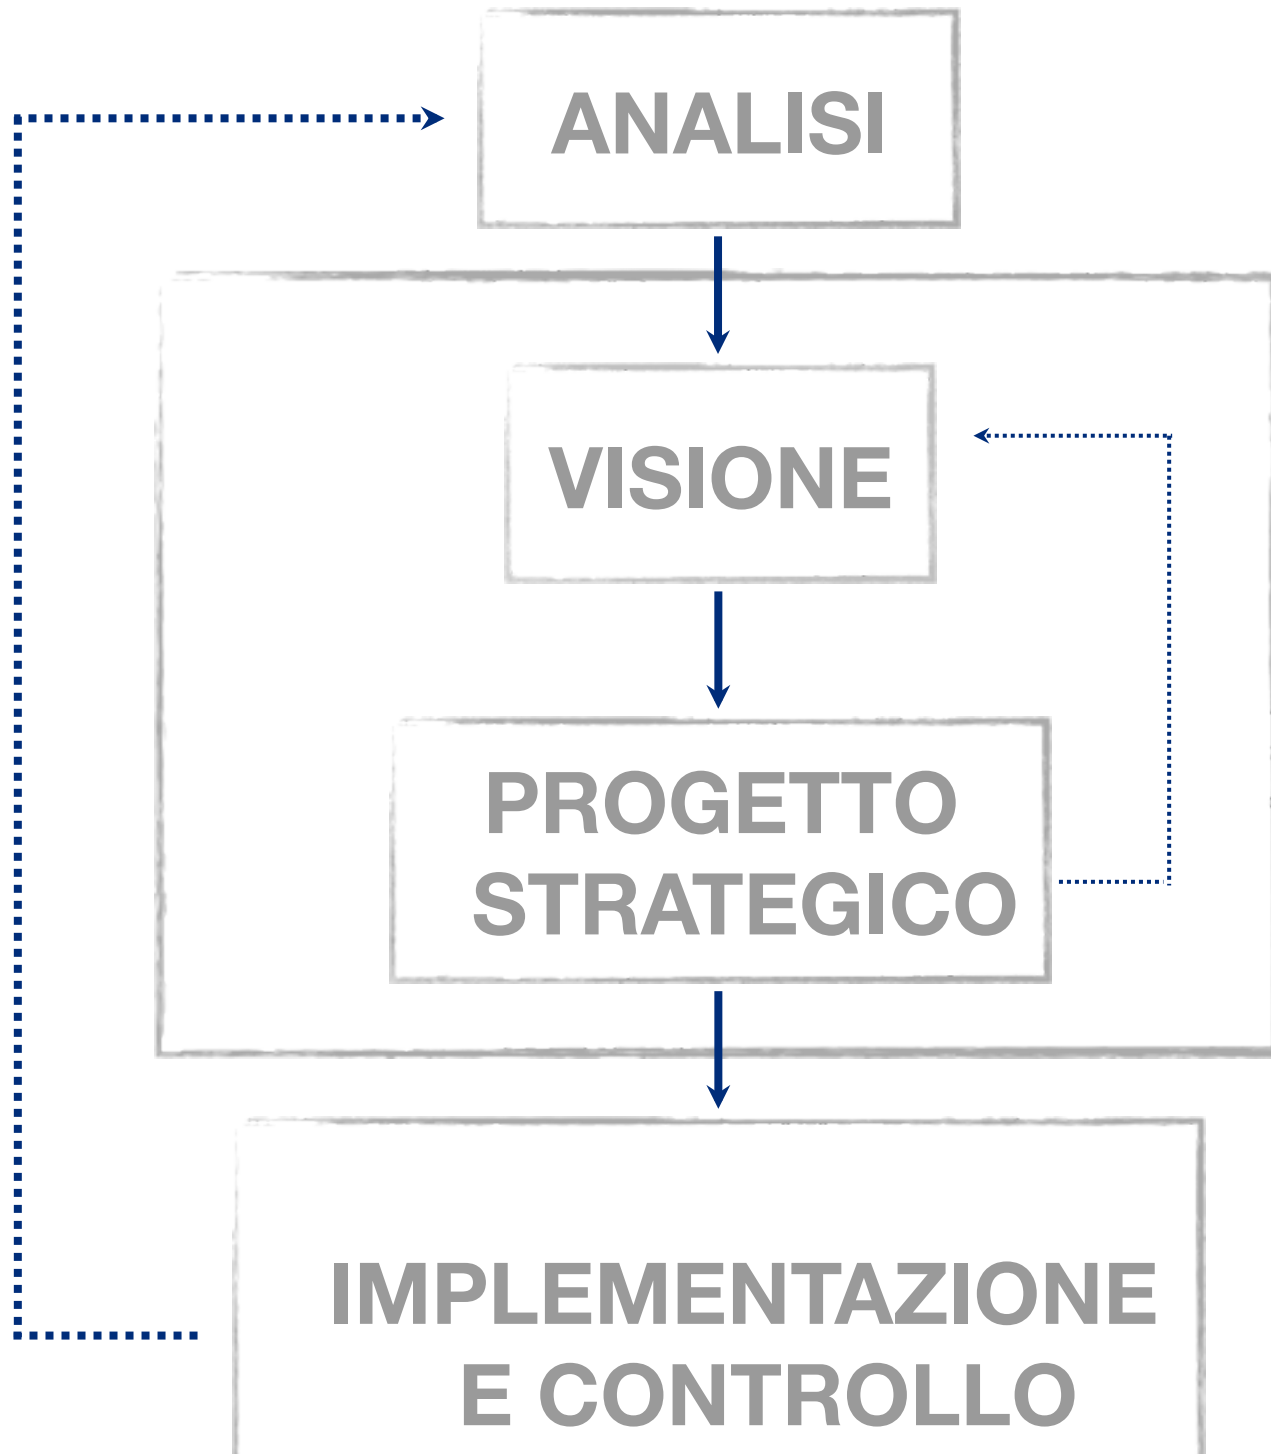 ANALISI
VISIONE
PROGETTO
STRATEGICO
IMPLEMENTAZIONE
E CONTROLLO